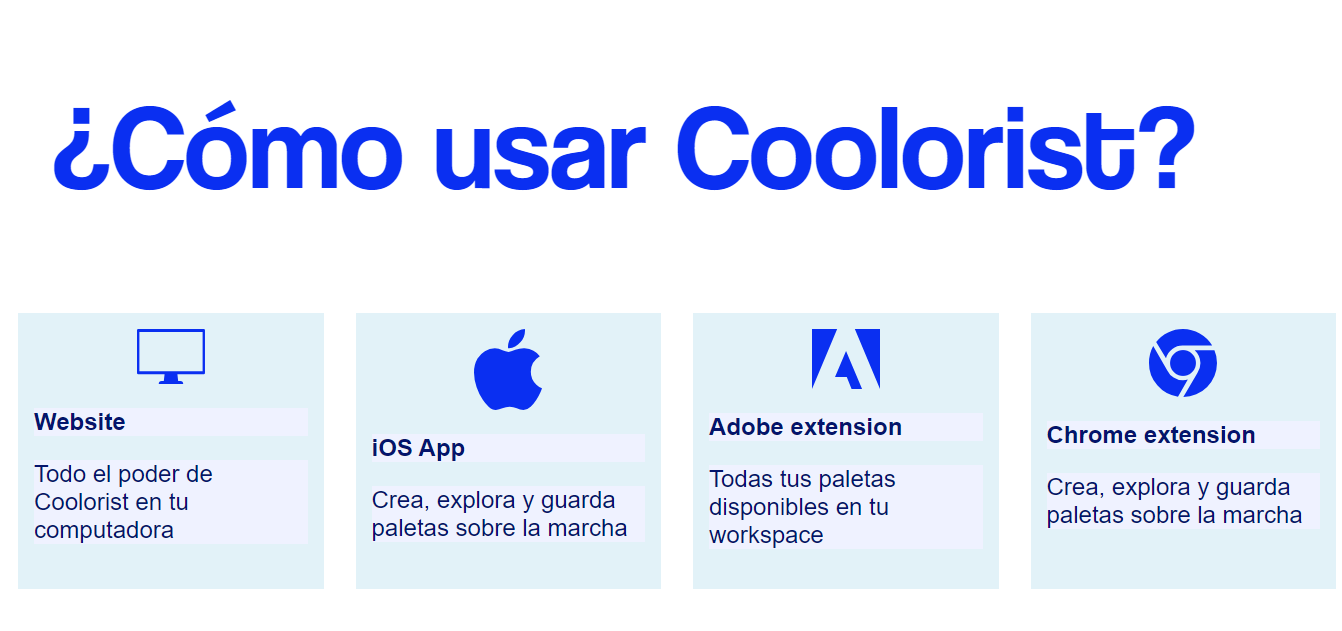 ¿Cómo usar Coolorist?
Website
Todo el poder de
Coolorist en tu
computadora
iOS App
Crea, explora y guarda
paletas sobre la marcha
Adobe extension
Todas tus paletas
disponibles en tu
workspace
Chrome extension
Crea, explora y guarda
paletas sobre la marcha